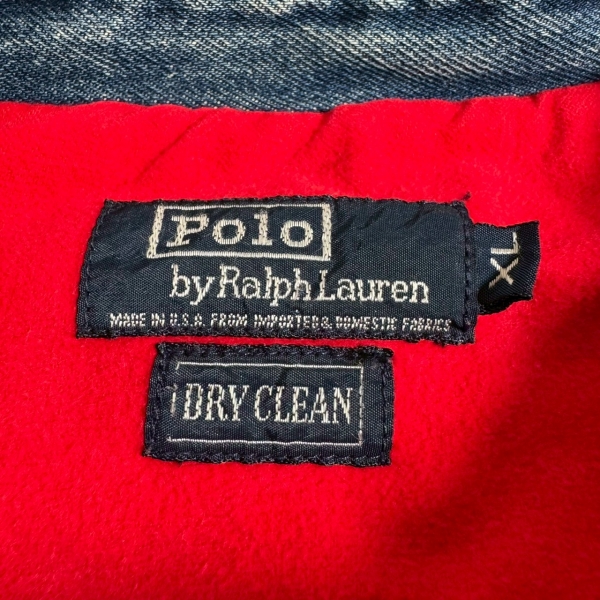 Polo
by Ralph Lauren
MADE IN U.S.A. FROM IMPORTED & DOMESTIC FABRICS
XL
DRY CLEAN